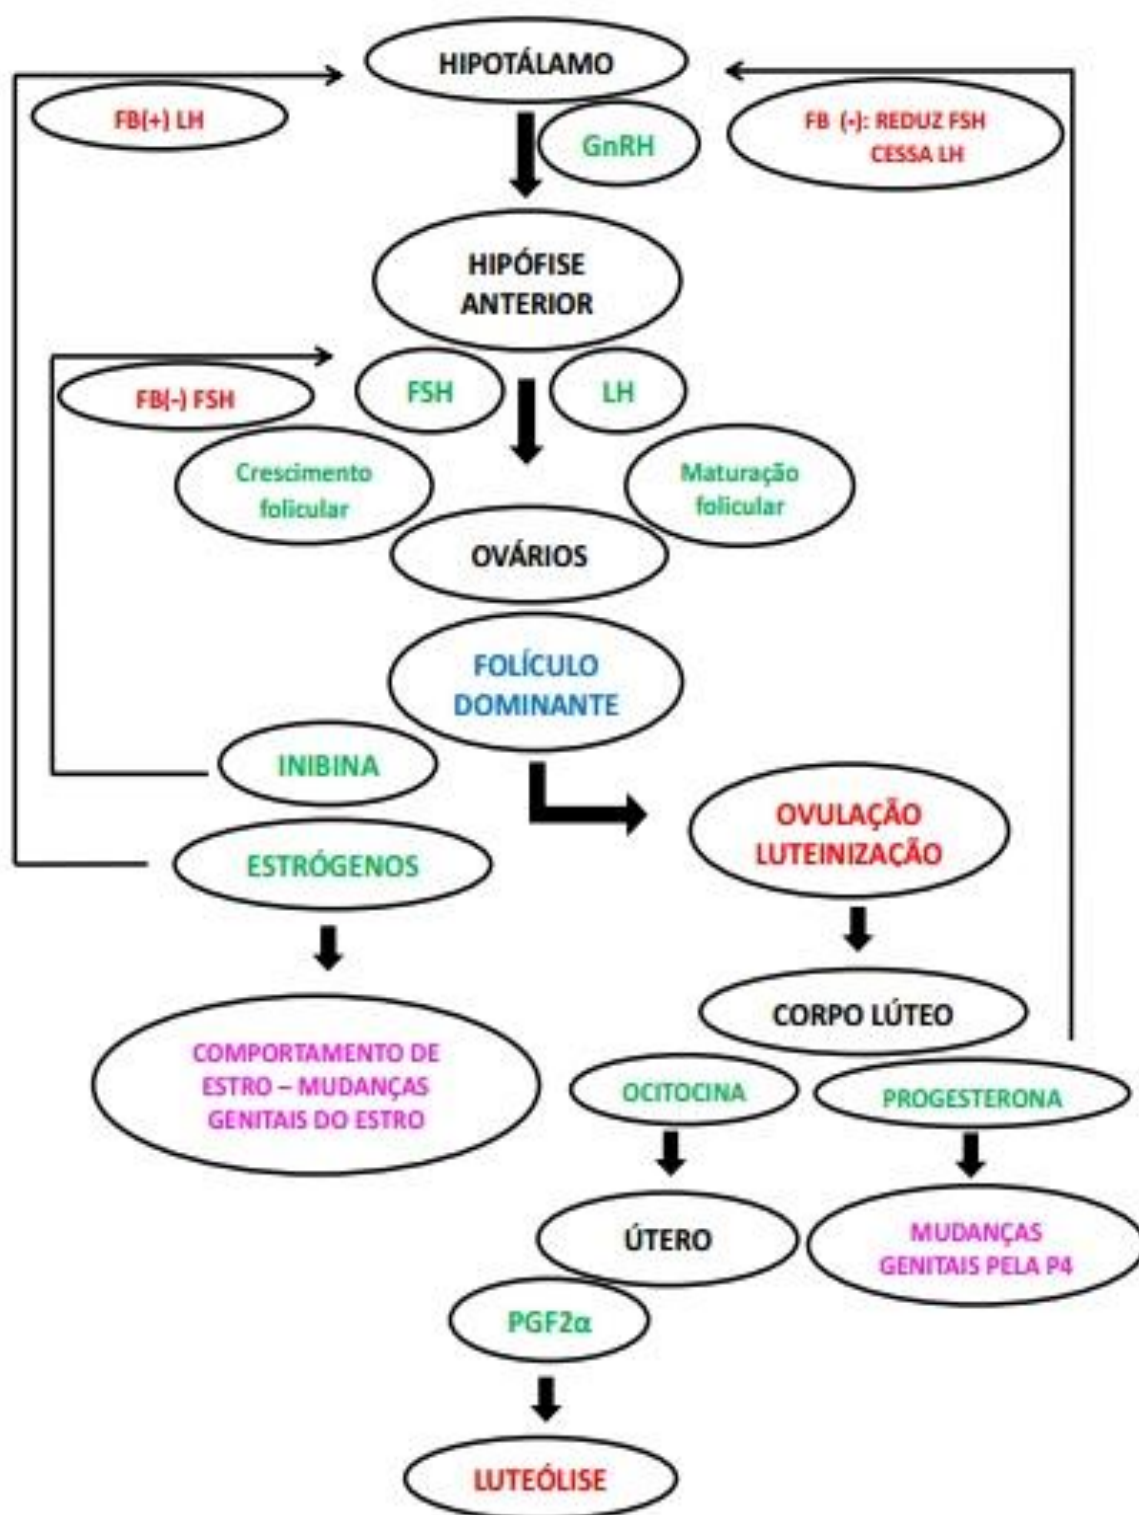 HIPOTÁLAMO
FB(+) LH
GnRH
FB (-): REDUZ FSH
CESSA LH
HIPÓFISE
ANTERIOR
FB(-) FSH
FSH
LH
Crescimento
folicular
Maturação
folicular
OVÁRIOS
FOLÍCULO
DOMINANTE
INIBINA
ESTRÓGENOS
OVULAÇÃO
LUTEINIZAÇÃO
COMPORTAMENTO DE
ESTRO – MUDANÇAS
GENITAIS DO ESTRO
CORPO LÚTEO
OCITOCINA
PROGESTERONA
ÚTERO
MUDANÇAS
GENITAIS PELA P4
PGF2α
LUTEÓLISE